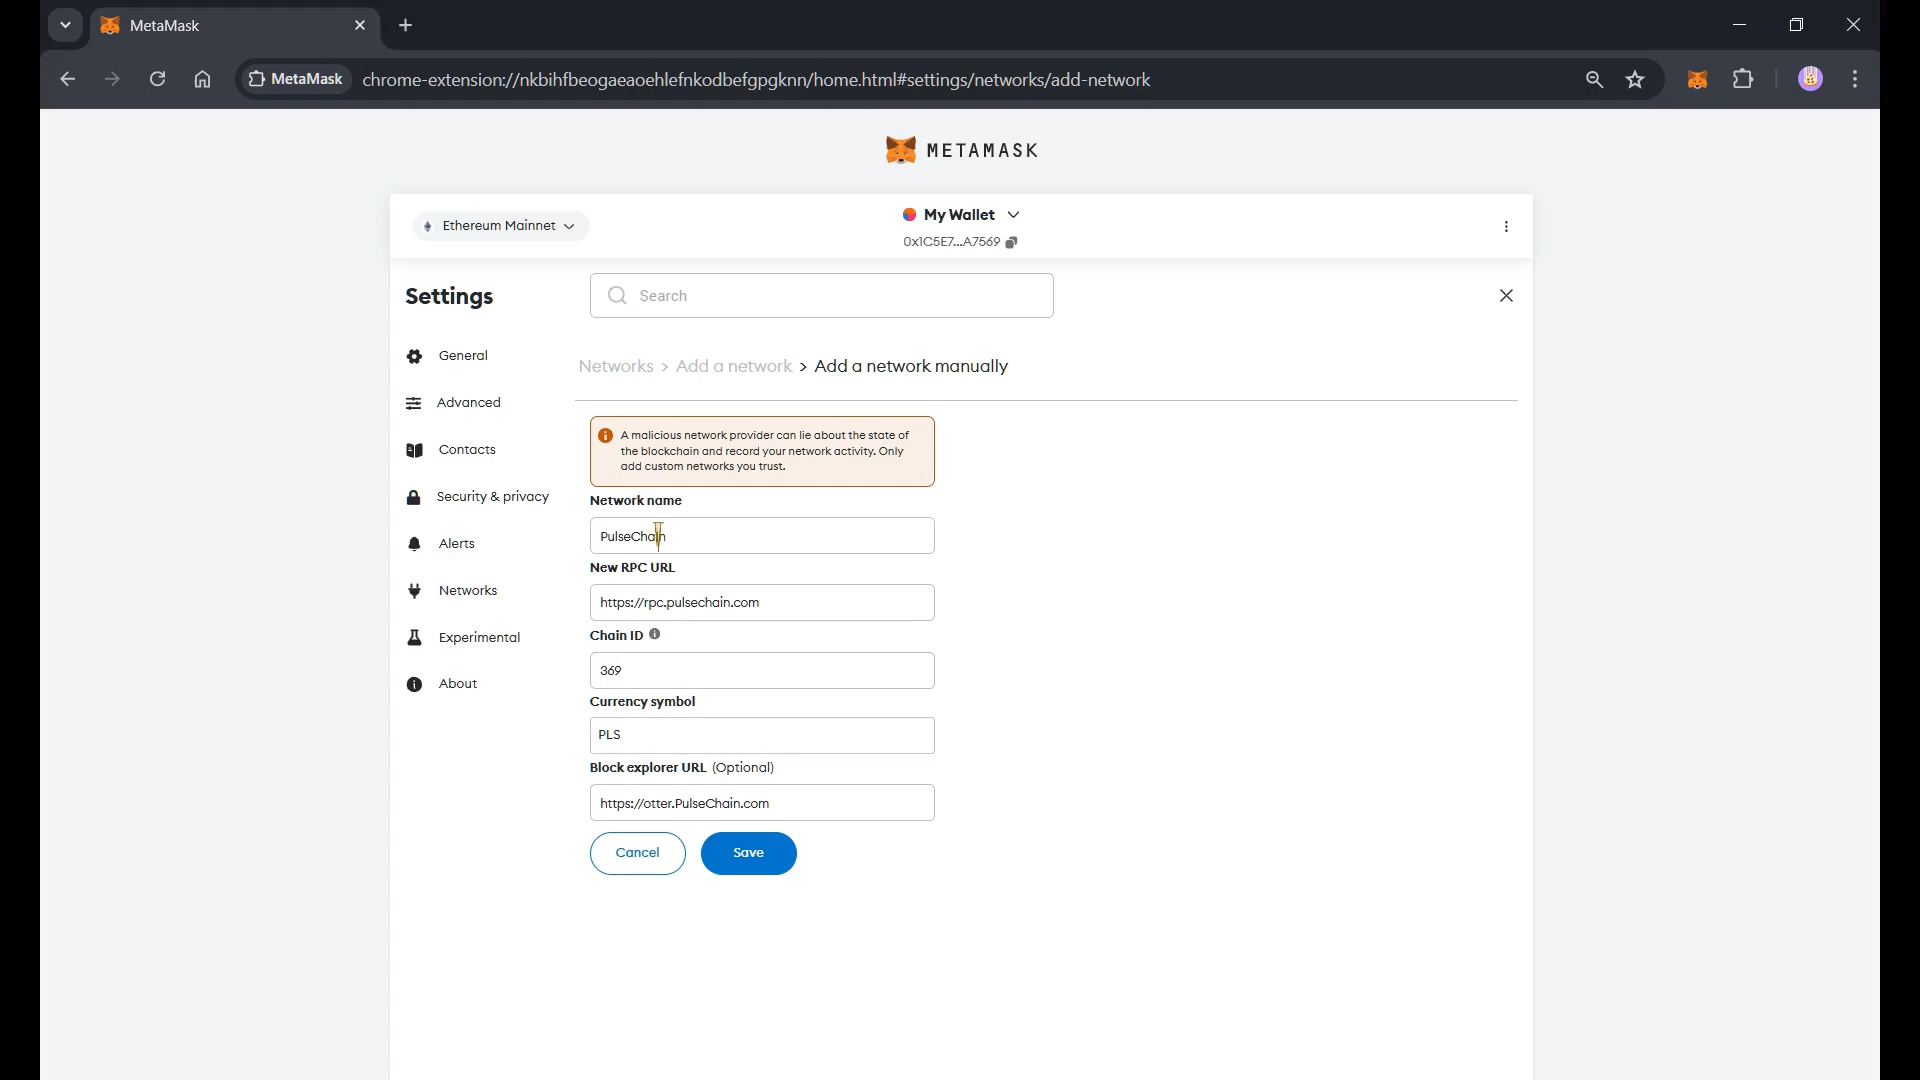 MetaMask
MetaMask
chrome-extension://nkbihfbeogaeaoehlefnkodbefgpgknn/home.html#settings/networks/add-network
METAMASK
Ethereum Mainnet
My Wallet
0x1C5E7...A7569
Settings
Search
General
Networks > Add a network > Add a network manually
Advanced
A malicious network provider can lie about the state of
the blockchain and record your network activity. Only
add custom networks you trust.
Contacts
Security & privacy
Network name
PulseChain
Alerts
New RPC URL
https://rpc.pulsechain.com
Networks
Chain ID
369
Experimental
Currency symbol
PLS
About
Block explorer URL (Optional)
https://otter.PulseChain.com
Cancel
Save